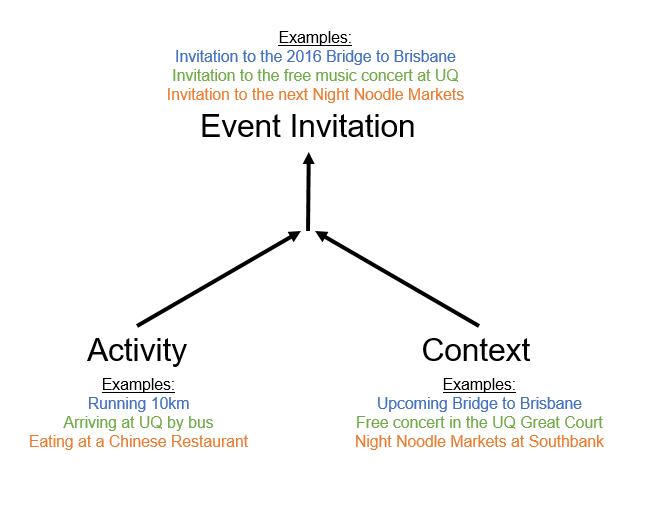 Examples:
Invitation to the 2016 Bridge to Brisbane
Invitation to the free music concert at UQ
Invitation to the next Night Noodle Markets
Event Invitation
Activity
Examples:
Running 10km
Arriving at UQ by bus
Eating at a Chinese Restaurant
Context
Examples:
Upcoming Bridge to Brisbane
Free concert in the UQ Great Court
Night Noodle Markets at Southbank